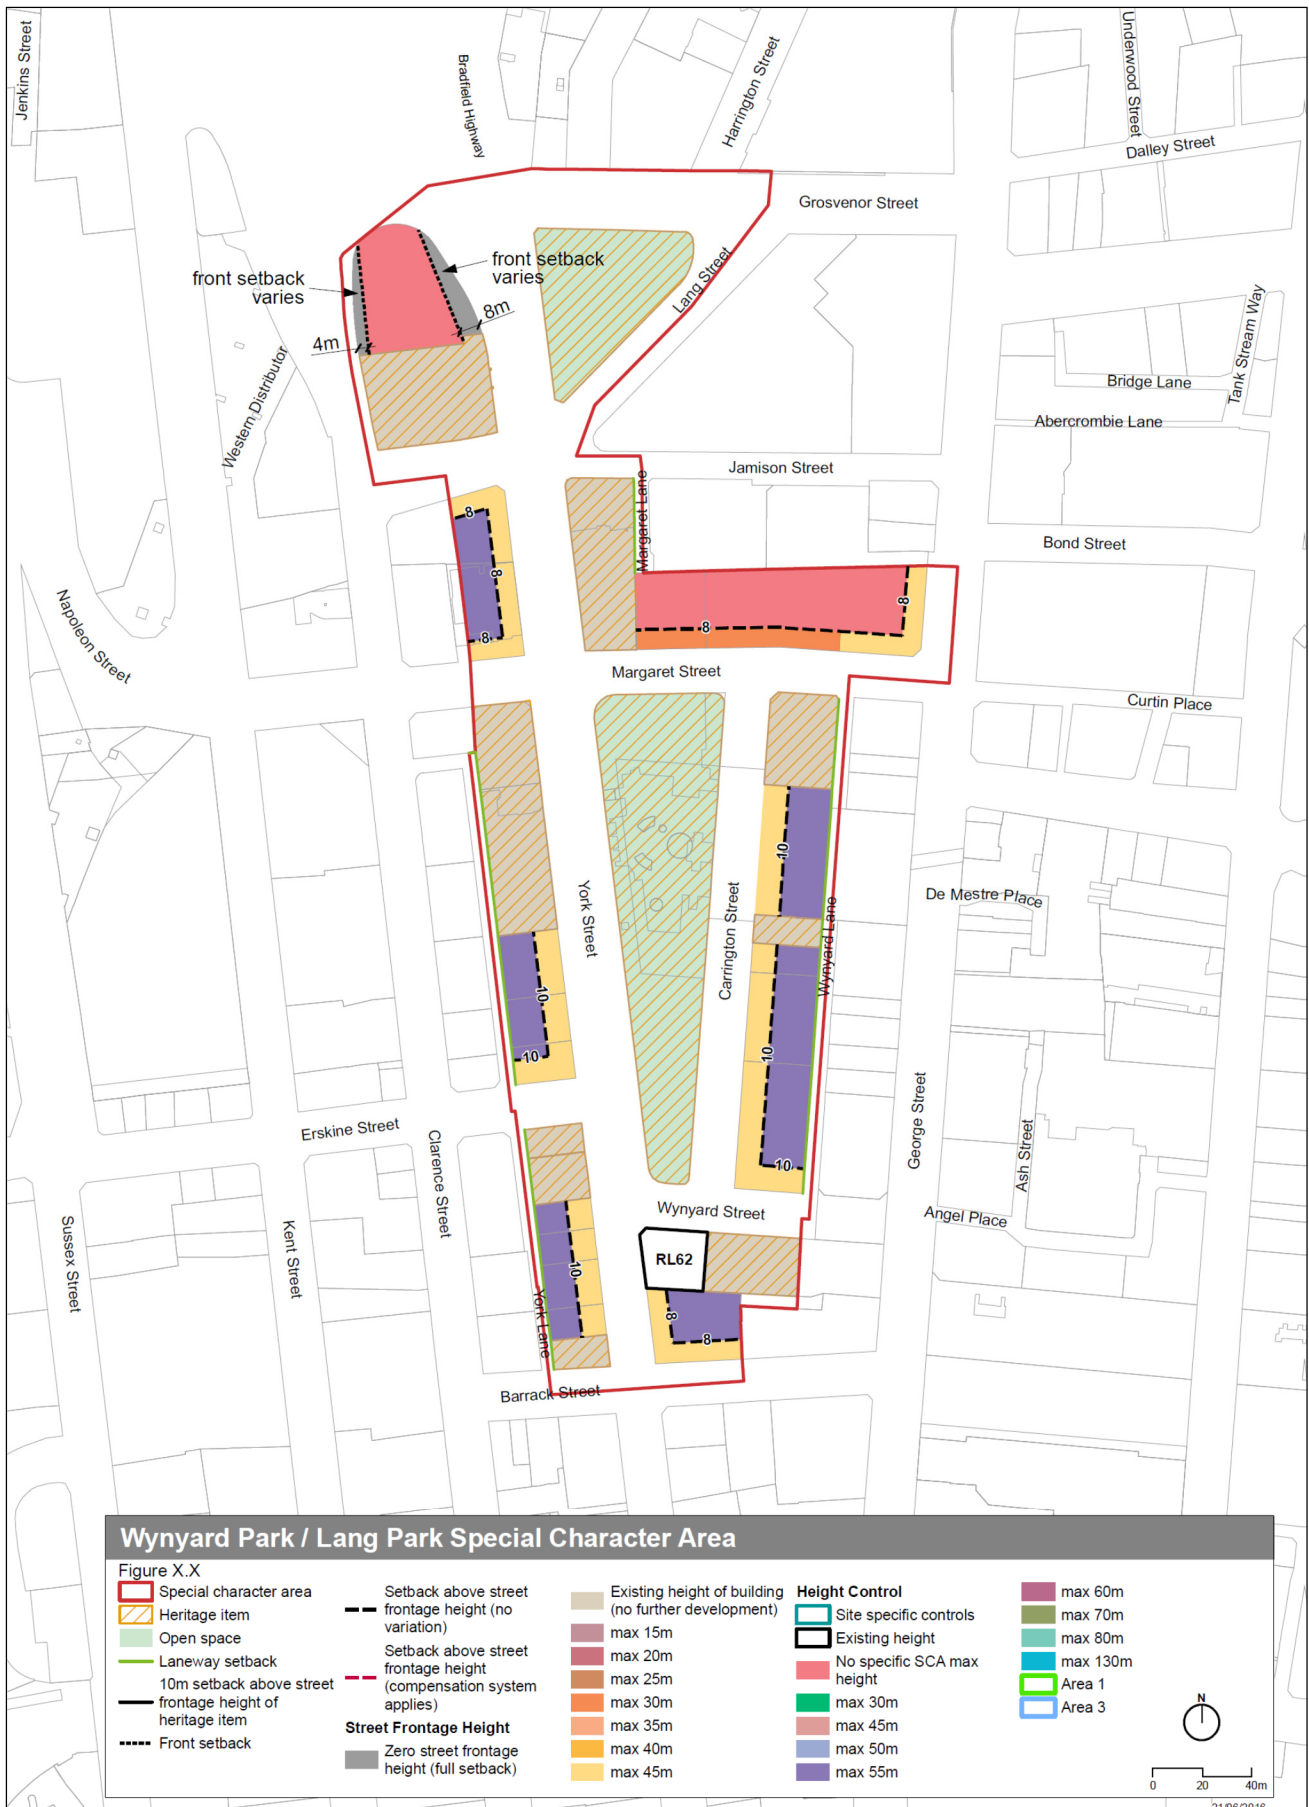 Jenkins Street
Bradfield Highway
Harrington Street
Underwood Street
Dalley Street
Grosvenor Street
front setback
varies
front setback
varies
Lang Street
8m
4m
Western Distributor
Tank Stream Way
Bridge Lane
Abercrombie Lane
Jamison Street
Margaret Lane
8
8
8
Bond Street
8
8
Napoleon Street
Margaret Street
Curtin Place
10
De Mestre Place
York Street
Carrington Street
Wynyard Lane
10
10
10
10
George Street
Ash Street
Erskine Street
Clarence Street
Kent Street
Sussex Street
Wynyard Street
Angel Place
RL62
10
York Lane
8
8
Barrack Street
Wynyard Park / Lang Park Special Character Area
Figure X.X
Special character area
Heritage item
Open space
Laneway setback
10m setback above street
frontage height of
heritage item
Front setback
Setback above street
frontage height (no
variation)
Setback above street
frontage height
(compensation system
applies)
Street Frontage Height
Zero street frontage
height (full setback)
Existing height of building
(no further development)
max 15m
max 20m
max 25m
max 30m
max 35m
max 40m
max 45m
Height Control
Site specific controls
Existing height
No specific SCA max
height
max 30m
max 45m
max 50m
max 55m
max 60m
max 70m
max 80m
max 130m
Area 1
Area 3
N
0 20 40m